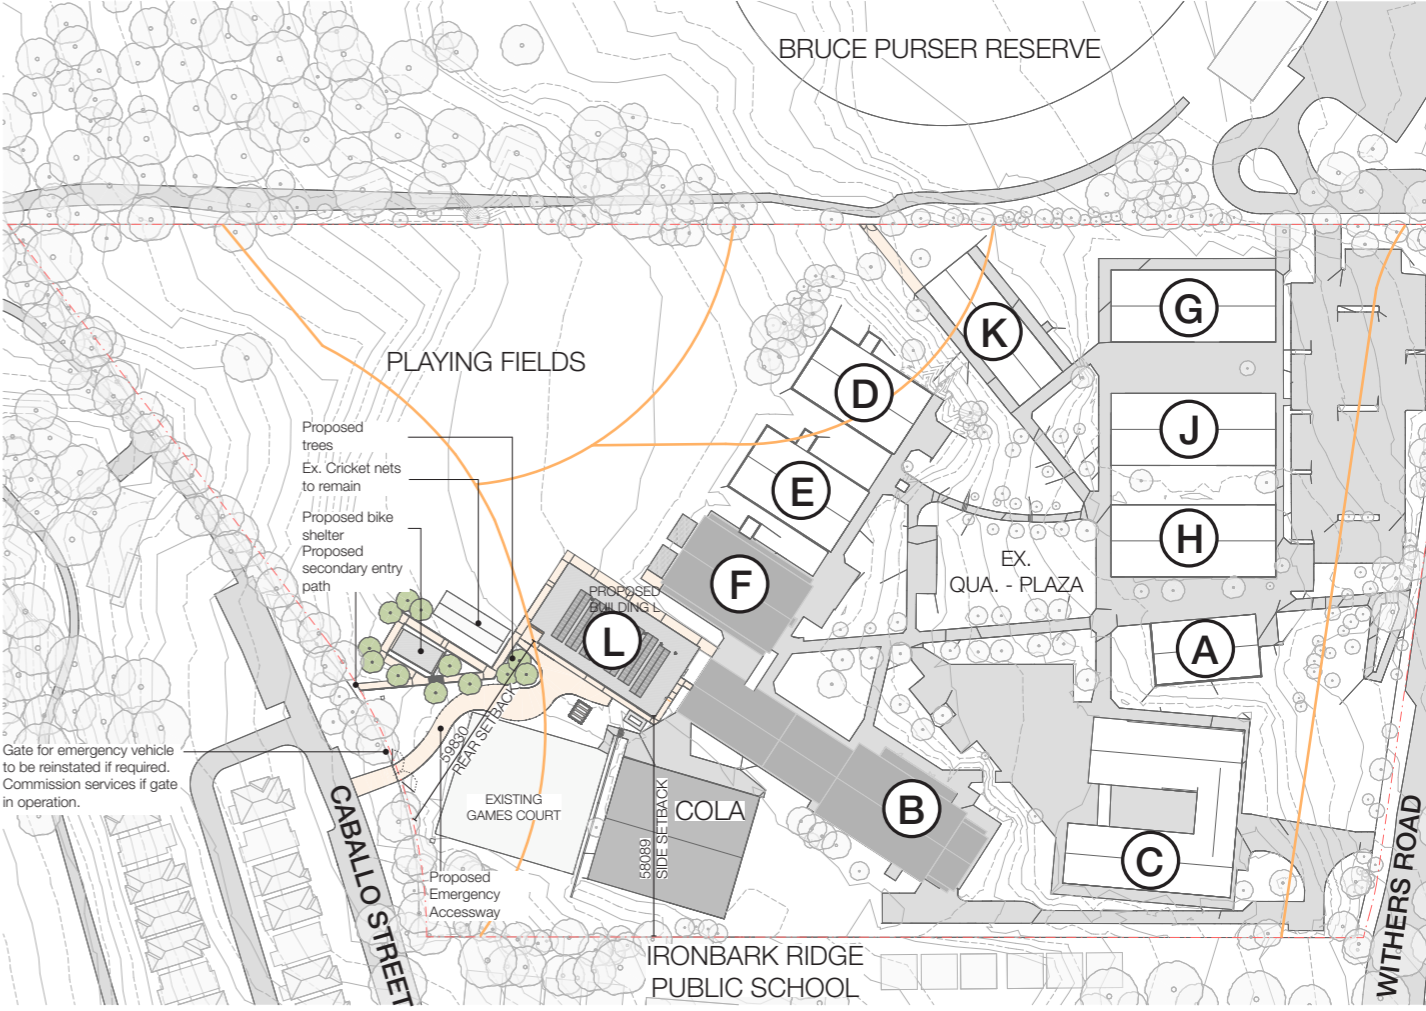 BRUCE PURSER RESERVE
G
K
PLAYING FIELDS
D
J
Proposed
trees
Ex. Cricket nets
to remain
E
Proposed bike
shelter
Proposed
secondary entry
path
H
EX.
QUA. - PLAZA
F
PROPOSED
BUILDING L
L
A
59830
REAR SETBACK
Gate for emergency vehicle
to be reinstated if required.
Commission services if gate
in operation.
EXISTING
GAMES COURT
COLA
B
58089
SIDE SETBACK
C
CABALLO STREET
Proposed
Emergency
Accessway
WITHERS ROAD
IRONBARK RIDGE
PUBLIC SCHOOL